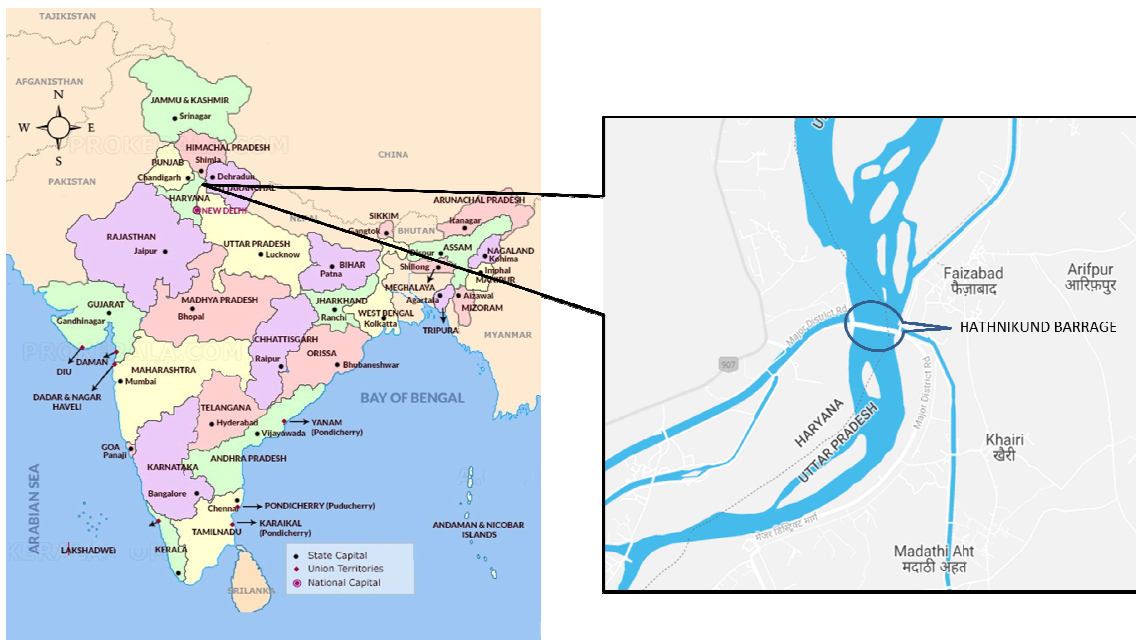 TAJIKISTAN
AFGANISTHAN
N
W
E
S
JAMMU & KASHMIR
Srinagar
HIMACHAL PRADESH
Shimla
PUNJAB
Chandigarh
Dehradun
CHINA
PAKISTAN
HARYANA
NEW DELHI
NEPAL
ARUNACHAL PRADESH
Itanagar
SIKKIM
Gangtok
BHUTAN
RAJASTHAN
Jaipur
UTTAR PRADESH
Lucknow
ASSAM
NAGALAND
Kohima
BIHAR
Patna
Shillong
Imphal
MEGHALAYA
Agartala
Aizawal
MIZORAM
TRIPURA
GUJARAT
Gandhinagar
MADHYA PRADESH
Bhopal
JHARKHAND
Ranchi
WEST BENGAL
Kolkatta
MYANMAR
DIU
DAMAN
CHHATTISGARH
Raipur
ORISSA
Bhubaneshwar
MAHARASHTRA
Mumbai
DADAR & NAGAR
HAVELI
BAY OF BENGAL
TELANGANA
Hyderabad
YANAM
(Pondicherry)
Vijayawada
GOA
Panaji
ANDHRA PRADESH
KARNATAKA
Bangalore
ARABIAN SEA
Chennai
PONDICHERRY (Puducherry)
KARAIKAL
(Pondicherry)
TAMILNADU
ANDAMAN & NICOBAR
ISLANDS
KERALA
SRILANKA
State Capital
Union Territories
National Capital
Faizabad
फैज़ाबाद
Arifpur
आरिफ़पुर
Major District Rd
HATHNIKUND BARRAGE
907
Major District Rd
HARYANA
UTTAR PRADESH
Khairi
खैरी
मेजर डिस्ट्रिक्ट मार्ग
Madathi Aht
मदाठी अहत